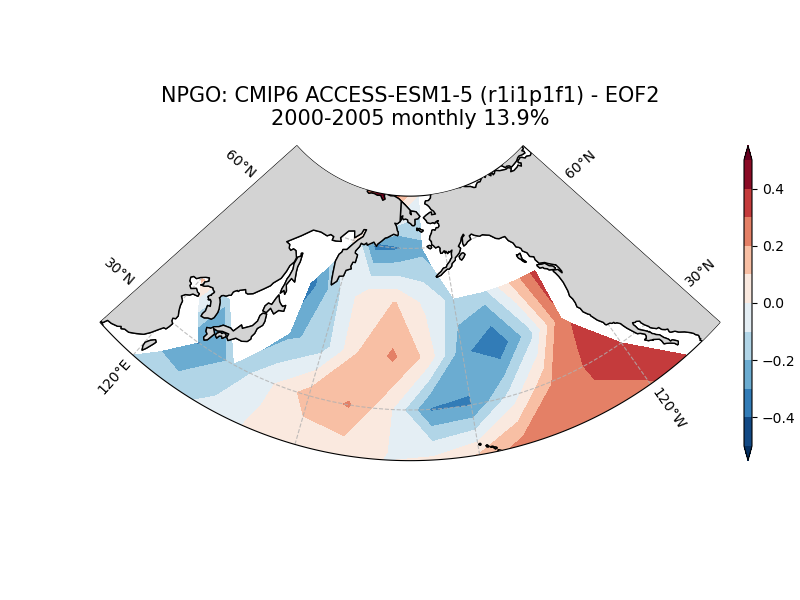 NPGO: CMIP6 ACCESS-ESM1-5 (r1i1p1f1) - EOF2
2000-2005 monthly 13.9%
60°N
60°N
30°N
30°N
120°E
120°W
0.4
0.2
0.0
−0.2
−0.4